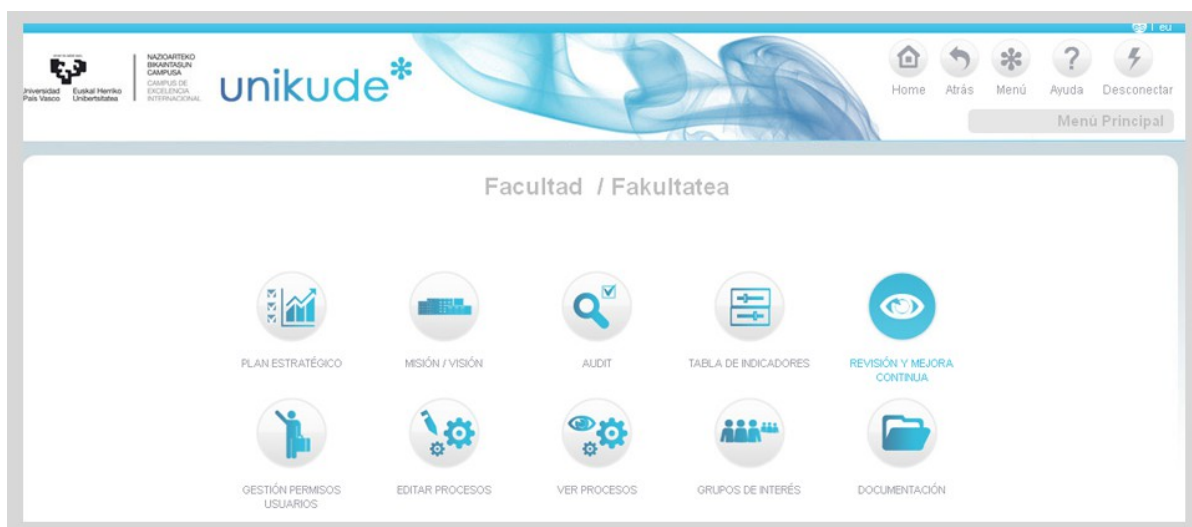 eu
NAZIOARTEKO
BIKAINTASUN
CAMPUSA
CAMPUS DE
EXCELENCIA
INTERNACIONAL
Universidad Euskal Herriko
País Vasco Unibertsitatea
unikude*
Home Atrás Menú Ayuda Desconectar
Menú Principal
Facultad / Fakultatea
PLAN ESTRATÉGICO MISIÓN / VISIÓN AUDIT TABLA DE INDICADORES REVISIÓN Y MEJORA
CONTINUA
GESTIÓN PERMISOS EDITAR PROCESOS VER PROCESOS GRUPOS DE INTERÉS DOCUMENTACIÓN
USUARIOS